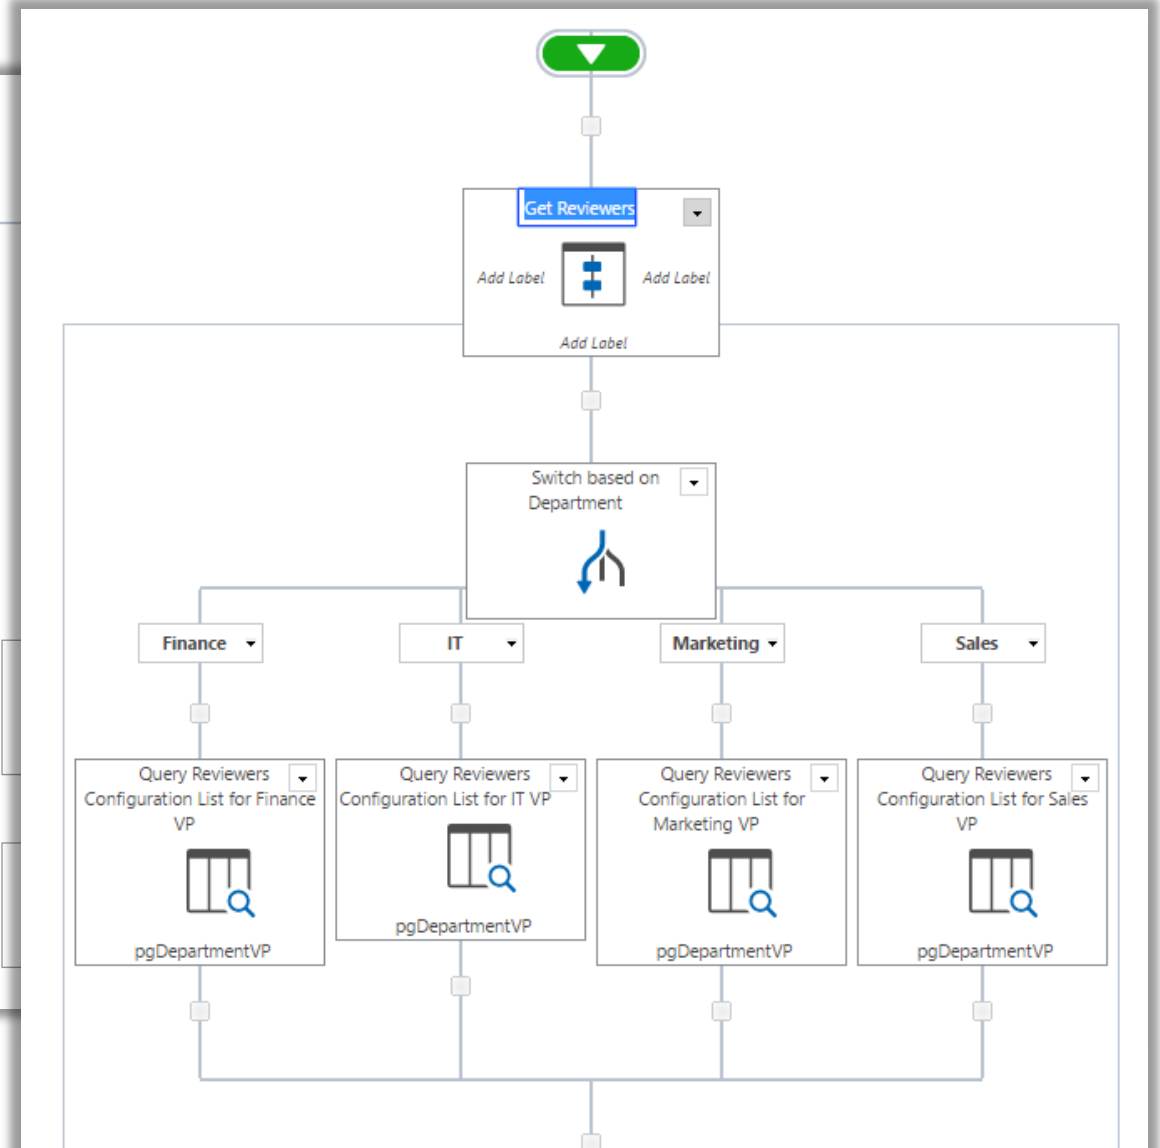 Get Reviewers
Add Label
Add Label
Add Label
Switch based on
Department
Finance
IT
Marketing
Sales
Query Reviewers
Configuration List for Finance
VP
pgDepartmentVP
Query Reviewers
Configuration List for IT VP
pgDepartmentVP
Query Reviewers
Configuration List for
Marketing VP
pgDepartmentVP
Query Reviewers
Configuration List for Sales
VP
pgDepartmentVP